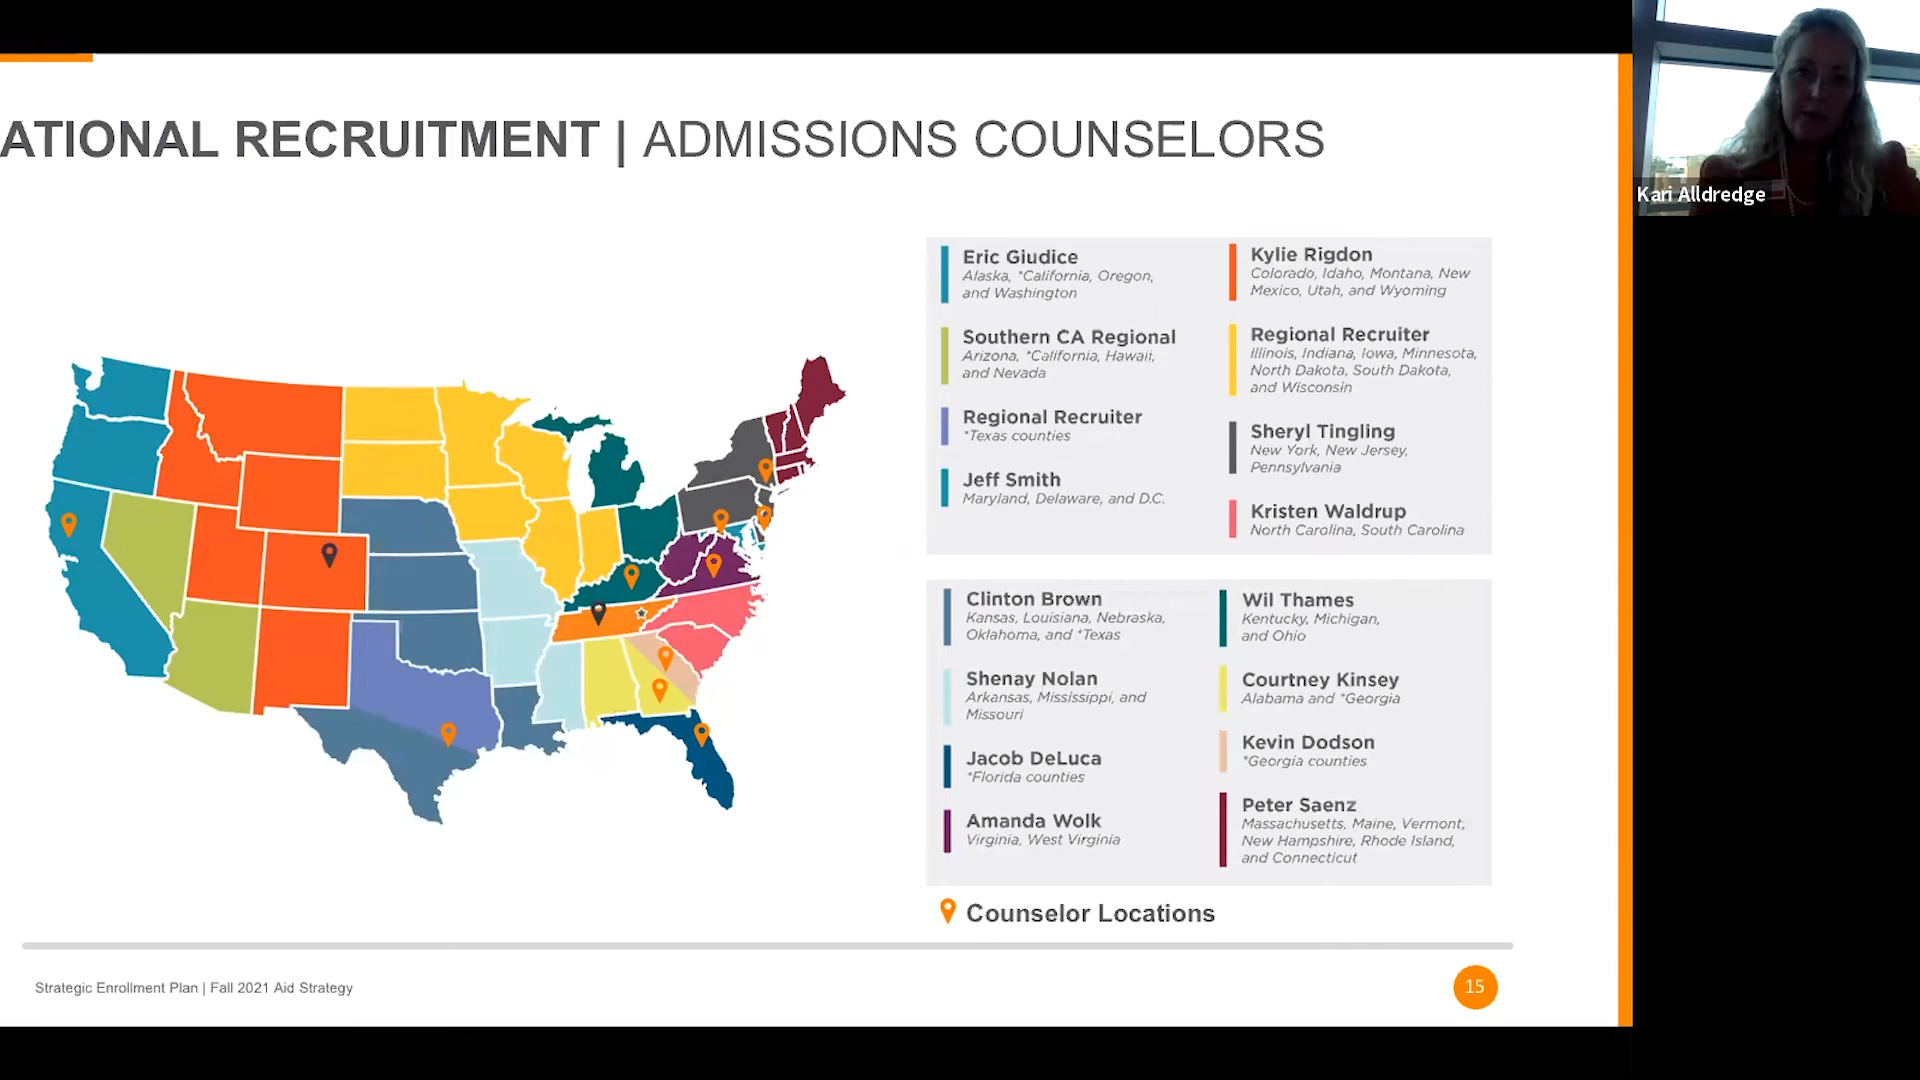 ATIONAL RECRUITMENT | ADMISSIONS COUNSELORS
Kari Alldredge
Eric Giudice
Alaska, *California, Oregon,
and Washington
Southern CA Regional
Arizona, *California, Hawaii,
and Nevada
Regional Recruiter
*Texas counties
Jeff Smith
Maryland, Delaware, and D.C.
Kylie Rigdon
Colorado, Idaho, Montana, New
Mexico, Utah, and Wyoming
Regional Recruiter
Illinois, Indiana, Iowa, Minnesota,
North Dakota, South Dakota,
and Wisconsin
Sheryl Tingling
New York, New Jersey,
Pennsylvania
Kristen Waldrup
North Carolina, South Carolina
Clinton Brown
Kansas, Louisiana, Nebraska,
Oklahoma, and *Texas
Shenay Nolan
Arkansas, Mississippi, and
Missouri
Jacob DeLuca
*Florida counties
Amanda Wolk
Virginia, West Virginia
Wil Thames
Kentucky, Michigan,
and Ohio
Courtney Kinsey
Alabama and *Georgia
Kevin Dodson
*Georgia counties
Peter Saenz
Massachusetts, Maine, Vermont,
New Hampshire, Rhode Island,
and Connecticut
Counselor Locations
Strategic Enrollment Plan | Fall 2021 Aid Strategy
15